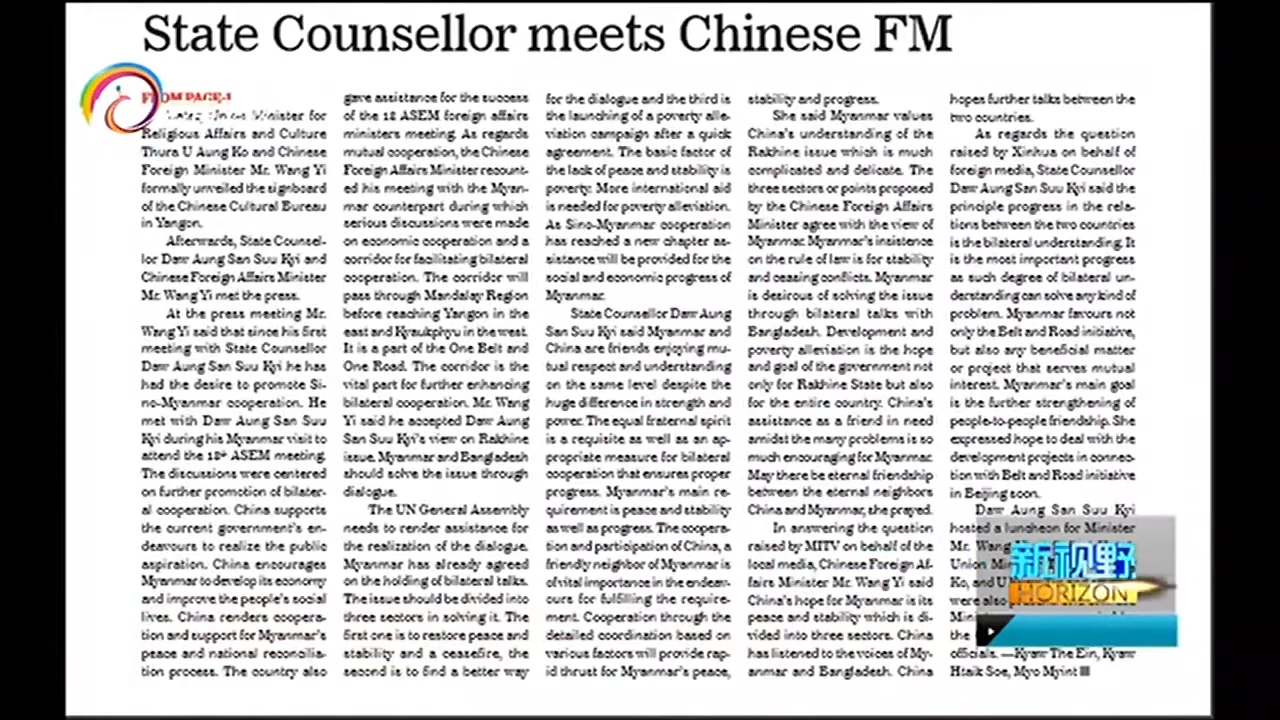 State Counsellor meets Chinese FM
FROM PAGE-1
Minister for
Religious Affairs and Culture
Thura U Aung Ko and Chinese
Foreign Minister Mr. Wang Yi
formally unveiled the signboard
of the Chinese Cultural Bureau
in Yangon.
Afterwards, State Counsel-
lor Daw Aung San Suu Kyi and
Chinese Foreign Affairs Minister
Mr. Wang Yi met the press.
At the press meeting Mr.
Wang Yi said that since his first
meeting with State Counsellor
Daw Aung San Suu Kyi he has
had the desire to promote Si-
no-Myanmar cooperation. He
met with Daw Aung San Suu
Kyi during his Myanmar visit to
attend the 13th ASEM meeting.
The discussions were centered
on further promotion of bilater-
al cooperation. China supports
the current government's en-
deavours to realize the public
aspiration. China encourages
Myanmar to develop its economy
and improve the people's social
lives. China renders coopera-
tion and support for Myanmar's
peace and national reconcilia-
tion process. The country also
gave assistance for the success
of the 13 ASEM foreign affairs
ministers meeting. As regards
mutual cooperation, the Chinese
Foreign Affairs Minister recount-
ed his meeting with the Myan-
mar counterpart during which
serious discussions were made
on economic cooperation and a
corridor for facilitating bilateral
cooperation. The corridor will
pass through Mandalay Region
before reaching Yangon in the
east and Kyaukphyu in the west.
It is a part of the One Belt and
One Road. The corridor is the
vital part for further enhancing
bilateral cooperation. Mr. Wang
Yi said he accepted Daw Aung
San Suu Kyi's view on Rakhine
issue. Myanmar and Bangladesh
should solve the issue through
dialogue.
The UN General Assembly
needs to render assistance for
the realization of the dialogue.
Myanmar has already agreed
on the holding of bilateral talks.
The issue should be divided into
three sectors in solving it. The
first one is to restore peace and
stability and a ceasefire, the
second is to find a better way
for the dialogue and the third is
the launching of a poverty alle-
viation campaign after a quick
agreement. The basic factor of
the lack of peace and stability is
poverty. More international aid
is needed for poverty alleviation.
As Sino-Myanmar cooperation
has reached a new chapter as-
sistance will be provided for the
social and economic progress of
Myanmar.
State Counsellor Daw Aung
San Suu Kyi said Myanmar and
China are friends enjoying mu-
tual respect and understanding
on the same level despite the
huge difference in strength and
power. The equal fraternal spirit
is a requisite as well as an ap-
propriate measure for bilateral
cooperation that ensures proper
progress. Myanmar's main re-
quirement is peace and stability
as well as progress. The coopera-
tion and participation of China, a
friendly neighbor of Myanmar is
of vital importance in the endeav-
ours for fulfilling the require-
ment. Cooperation through the
detailed coordination based on
various factors will provide rap-
id thrust for Myanmar's peace,
stability and progress.
She said Myanmar values
China's understanding of the
Rakhine issue which is much
complicated and delicate. The
three sectors or points proposed
by the Chinese Foreign Affairs
Minister agree with the view of
Myanmar. Myanmar's insistence
on the rule of law is for stability
and ceasing conflicts. Myanmar
is desirous of solving the issue
through bilateral talks with
Bangladesh. Development and
poverty alleviation is the hope
and goal of the government not
only for Rakhine State but also
for the entire country. China's
assistance as a friend in need
amidst the many problems is so
much encouraging for Myanmar.
May there be eternal friendship
between the eternal neighbors
China and Myanmar, she prayed.
In answering the question
raised by MITV on behalf of the
local media, Chinese Foreign Af-
fairs Minister Mr. Wang Yi said
China's hope for Myanmar is its
peace and stability which is di-
vided into three sectors. China
has listened to the voices of My-
anmar and Bangladesh. China
hopes further talks between the
two countries.
As regards the question
raised by Xinhua on behalf of
foreign media, State Counsellor
Daw Aung San Suu Kyi said the
principle progress in the rela-
tions between the two countries
is the bilateral understanding. It
is the most important progress
as such degree of bilateral un-
derstanding can solve any kind of
problem. Myanmar favours not
only the Belt and Road initiative,
but also any beneficial matter
or project that serves mutual
interest. Myanmar's main goal
is the further strengthening of
people-to-people friendship. She
expressed hope to deal with the
development projects in connec-
tion with Belt and Road initiative
in Beijing soon.
Daw Aung San Suu Kyi
hosted a luncheon for Minister
Mr. Wang
Union
Ko, and U
were also
the
officials. —Kyaw The Ein, Kyaw
Htaik Soe, Myo Myint
新视野
HORIZON